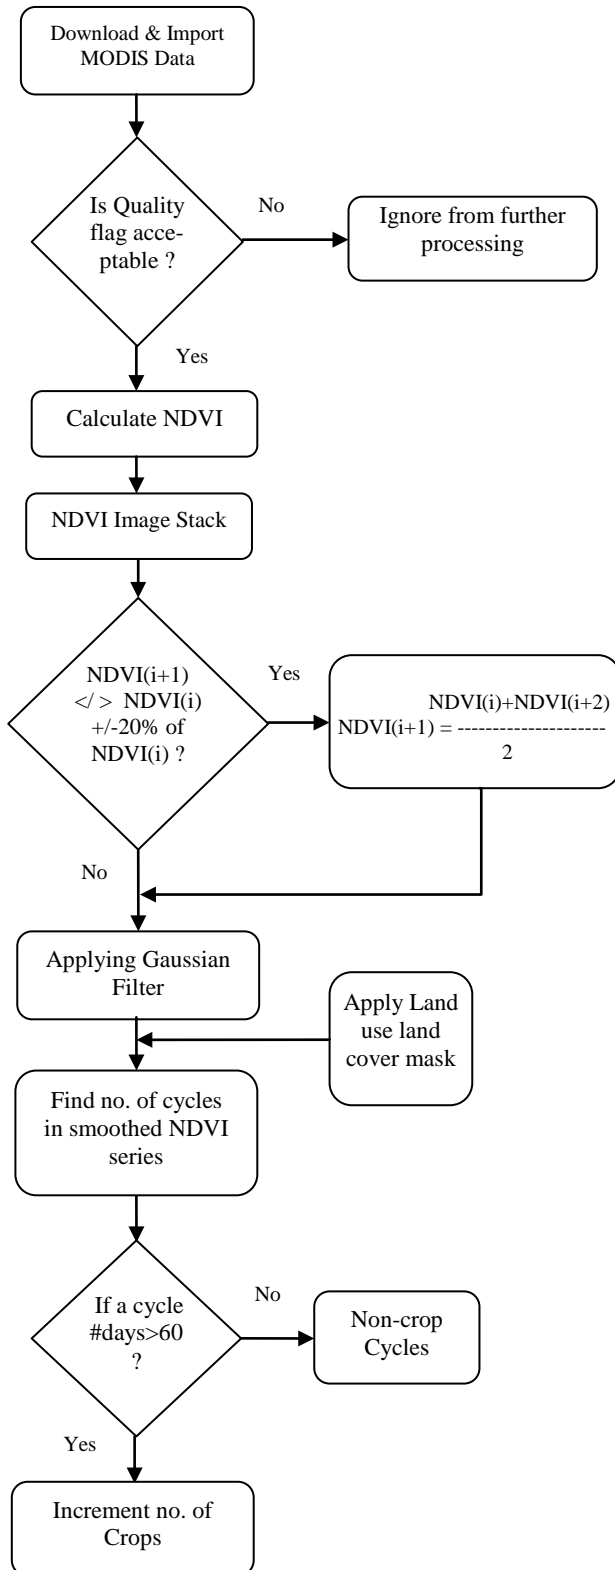 Download & Import
MODIS Data
Is Quality
flag acce-
ptable ?
No
Ignore from further
processing
Yes
Calculate NDVI
NDVI Image Stack
NDVI(i+1)
</> NDVI(i)
+/-20% of
NDVI(i) ?
Yes
NDVI(i)+NDVI(i+2)
NDVI(i+1) = ----------------------
2
No
Applying Gaussian
Filter
Apply Land
use land
cover mask
Find no. of cycles
in smoothed NDVI
series
If a cycle
#days>60
?
No
Non-crop
Cycles
Yes
Increment no. of
Crops